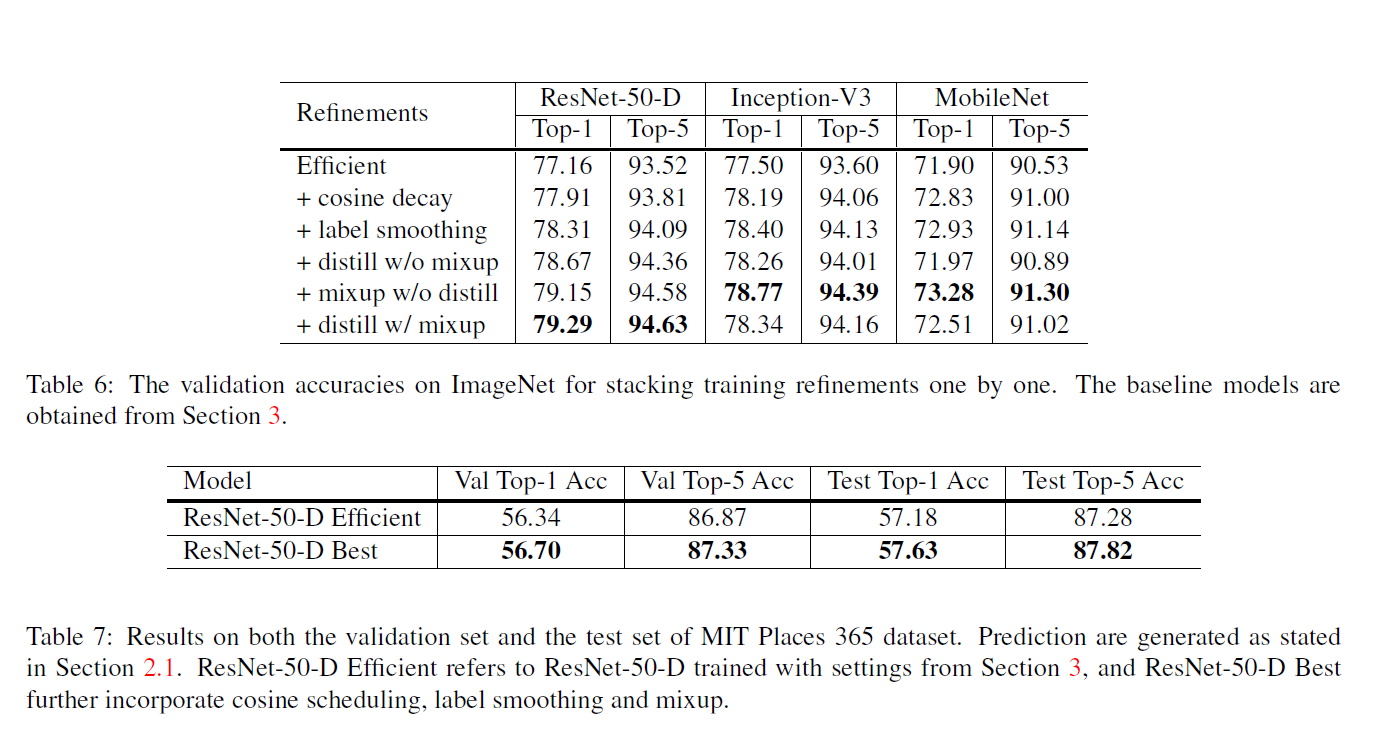 Refinements ResNet-50-D Inception-V3 MobileNet
Top-1 Top-5 Top-1 Top-5 Top-1 Top-5
Efficient 77.16 93.52 77.50 93.60 71.90 90.53
+ cosine decay 77.91 93.81 78.19 94.06 72.83 91.00
+ label smoothing 78.31 94.09 78.40 94.13 72.93 91.14
+ distill w/o mixup 78.67 94.36 78.26 94.01 71.97 90.89
+ mixup w/o distill 79.15 94.58 78.77 94.39 73.28 91.30
+ distill w/ mixup 79.29 94.63 78.34 94.16 72.51 91.02
Table 6: The validation accuracies on ImageNet for stacking training refinements one by one. The baseline models are
obtained from Section 3.
Model Val Top-1 Acc Val Top-5 Acc Test Top-1 Acc Test Top-5 Acc
ResNet-50-D Efficient 56.34 86.87 57.18 87.28
ResNet-50-D Best 56.70 87.33 57.63 87.82
Table 7: Results on both the validation set and the test set of MIT Places 365 dataset. Prediction are generated as stated
in Section 2.1. ResNet-50-D Efficient refers to ResNet-50-D trained with settings from Section 3, and ResNet-50-D Best
further incorporate cosine scheduling, label smoothing and mixup.